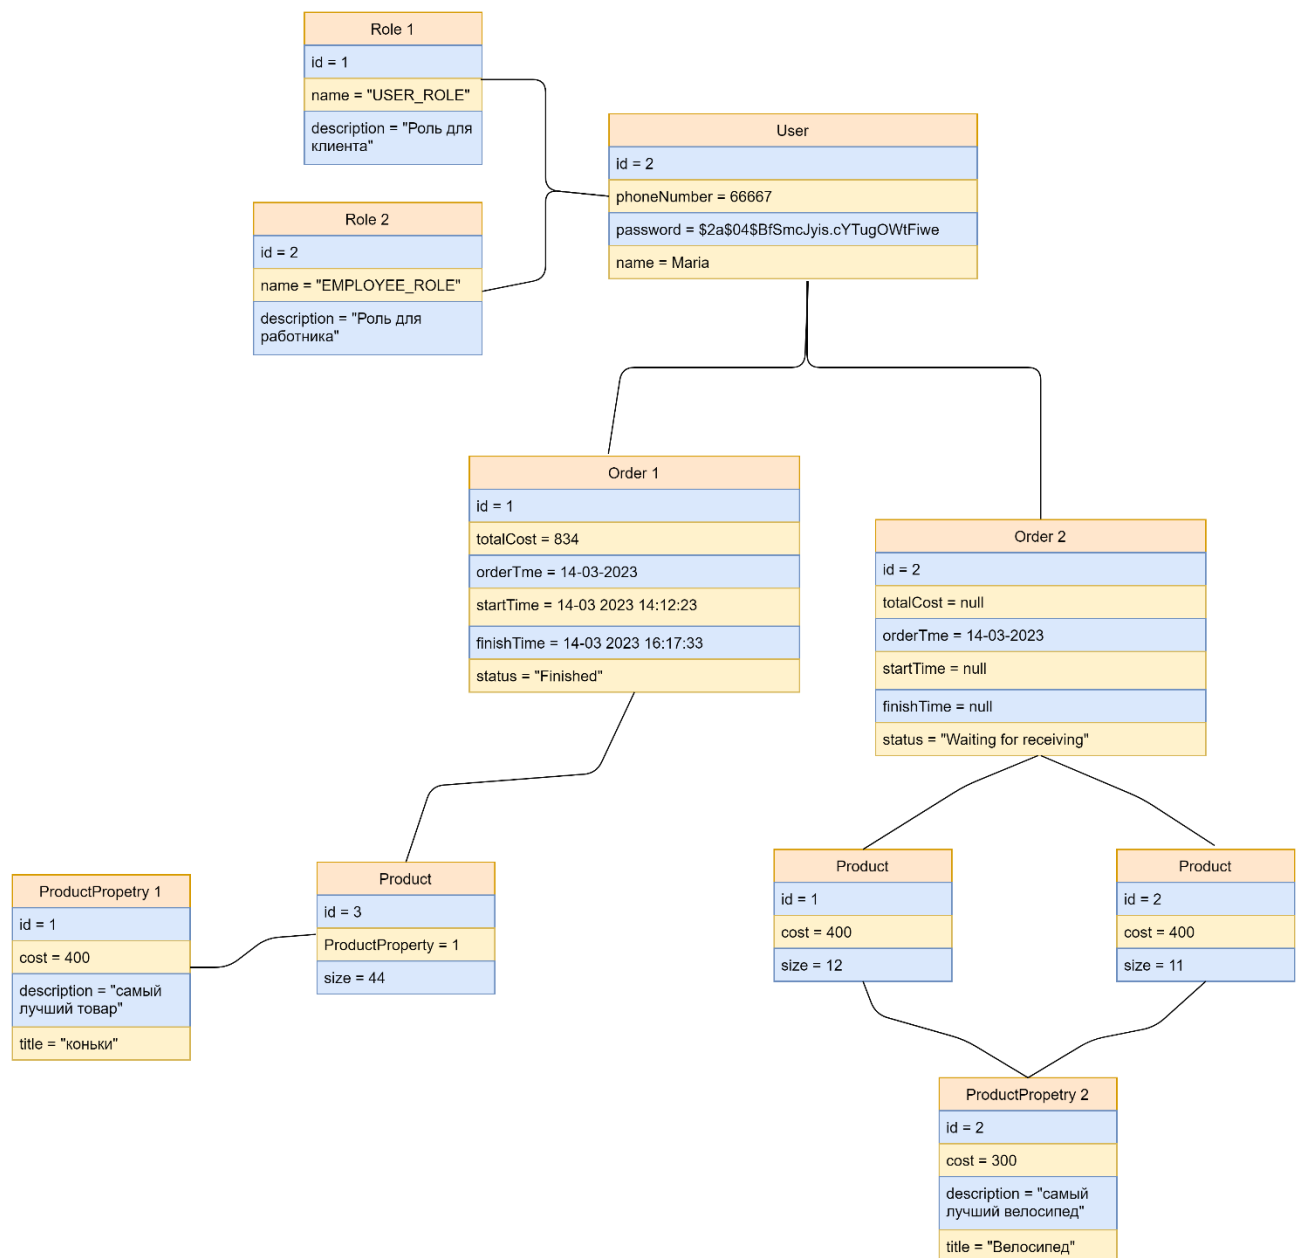 Role 1
id = 1
name = "USER_ROLE"
description = "Роль для
клиента"
Role 2
id = 2
name = "EMPLOYEE_ROLE"
description = "Роль для
работника"
User
id = 2
phoneNumber = 66667
password = $2a$04$BfSmcJyis.cYTugOWtFiwe
name = Maria
Order 1
id = 1
totalCost = 834
orderTme = 14-03-2023
startTime = 14-03 2023 14:12:23
finishTime = 14-03 2023 16:17:33
status = "Finished"
Order 2
id = 2
totalCost = null
orderTme = 14-03-2023
startTime = null
finishTime = null
status = "Waiting for receiving"
ProductPropetry 1
id = 1
cost = 400
description = "самый
лучший товар"
title = "коньки"
Product
id = 3
ProductProperty = 1
size = 44
Product
id = 1
cost = 400
size = 12
Product
id = 2
cost = 400
size = 11
ProductPropetry 2
id = 2
cost = 300
description = "самый
лучший велосипед"
title = "Велосипед"